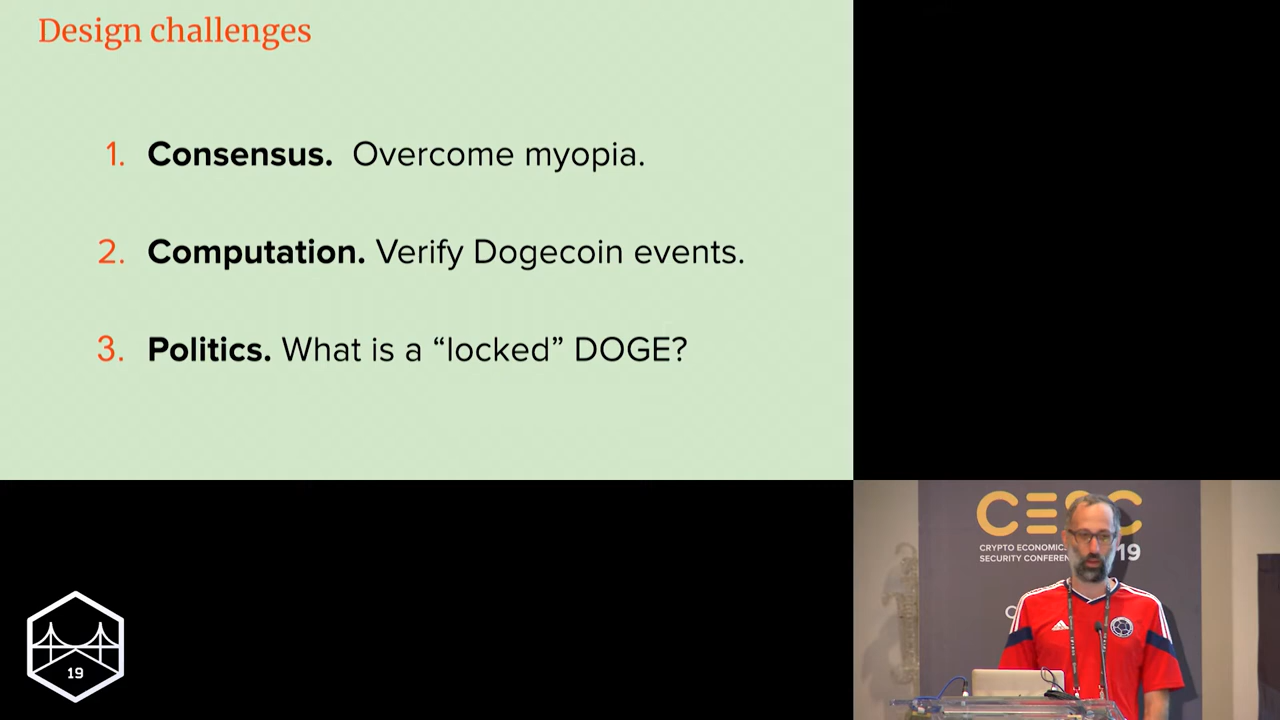 Design challenges
1. Consensus. Overcome myopia.
2. Computation. Verify Dogecoin events.
3. Politics. What is a “locked” DOGE?
19
CRYPTO ECONOMIC
SECURITY CONFEREN
19